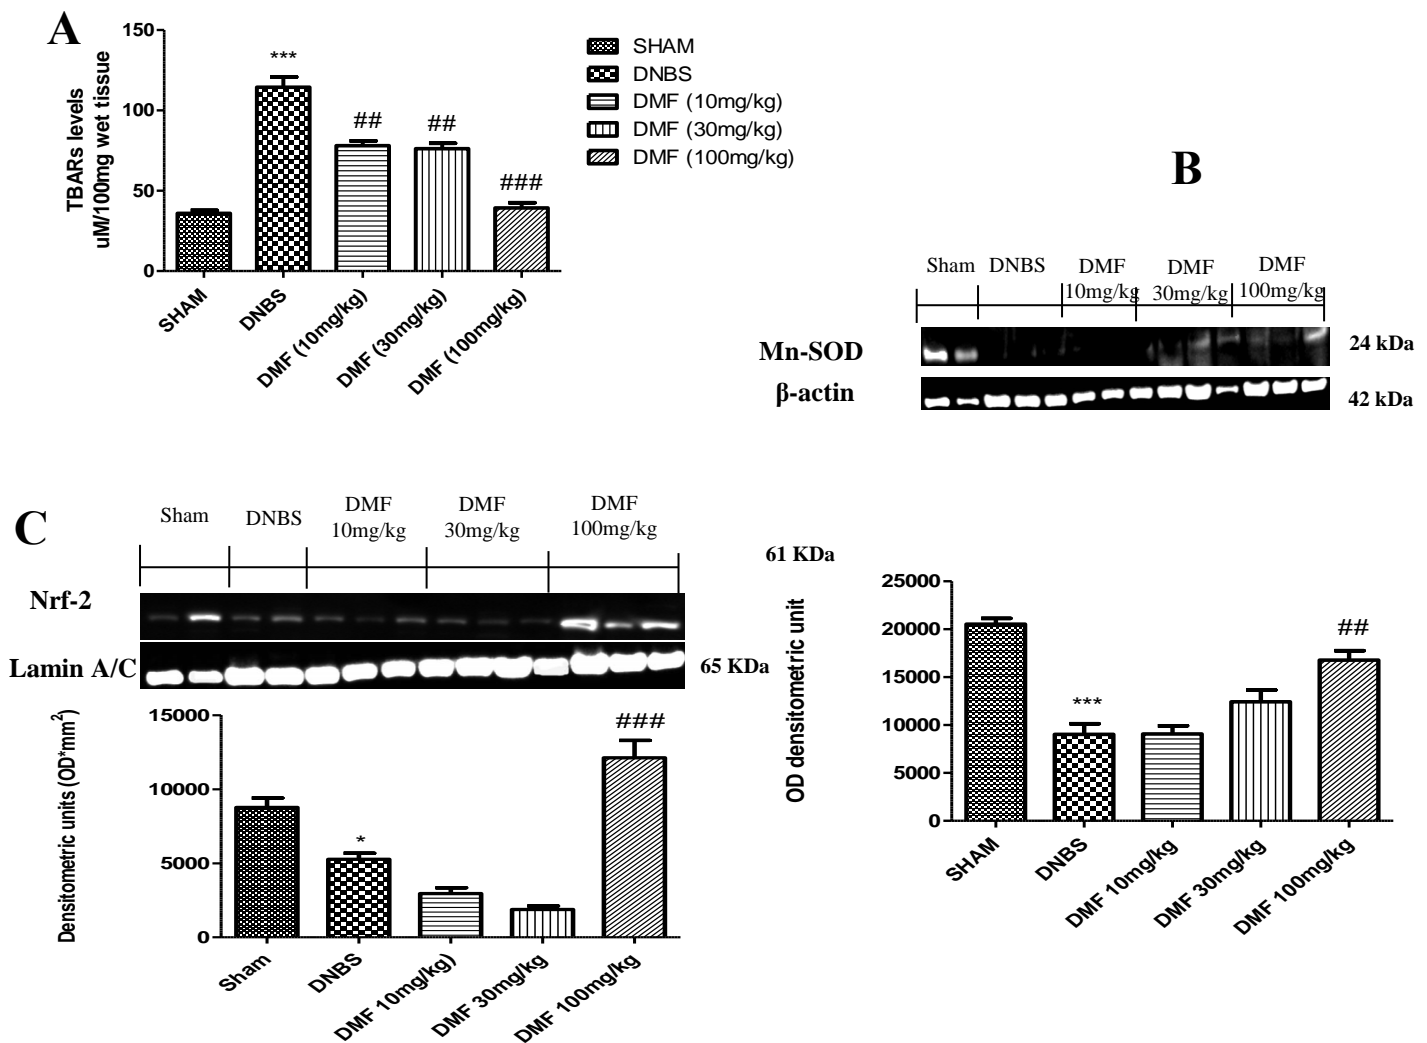 A
TBARs levels
uM/100mg wet tissue
150
100
50
0
***
##
##
###
SHAM
DNBS
DMF (10mg/kg)
DMF (30mg/kg)
DMF (100mg/kg)
SHAM
DNBS
DMF (10mg/kg)
DMF (30mg/kg)
DMF (100mg/kg)
B
Sham DNBS DMF 10mg/kg DMF 30mg/kg DMF 100mg/kg
Mn-SOD 24 kDa
β-actin 42 kDa
C
Sham DNBS DMF 10mg/kg DMF 30mg/kg DMF 100mg/kg
61 KDa
Nrf-2
Lamin A/C 65 KDa
Densitometric units (OD*mm2)
15000
10000
5000
0
*
###
Sham
DNBS
DMF 10mg/kg)
DMF 30mg/kg
DMF 100mg/kg
OD densitometric unit
25000
20000
15000
10000
5000
0
***
##
SHAM
DNBS
DMF 10mg/kg
DMF 30mg/kg
DMF 100mg/kg